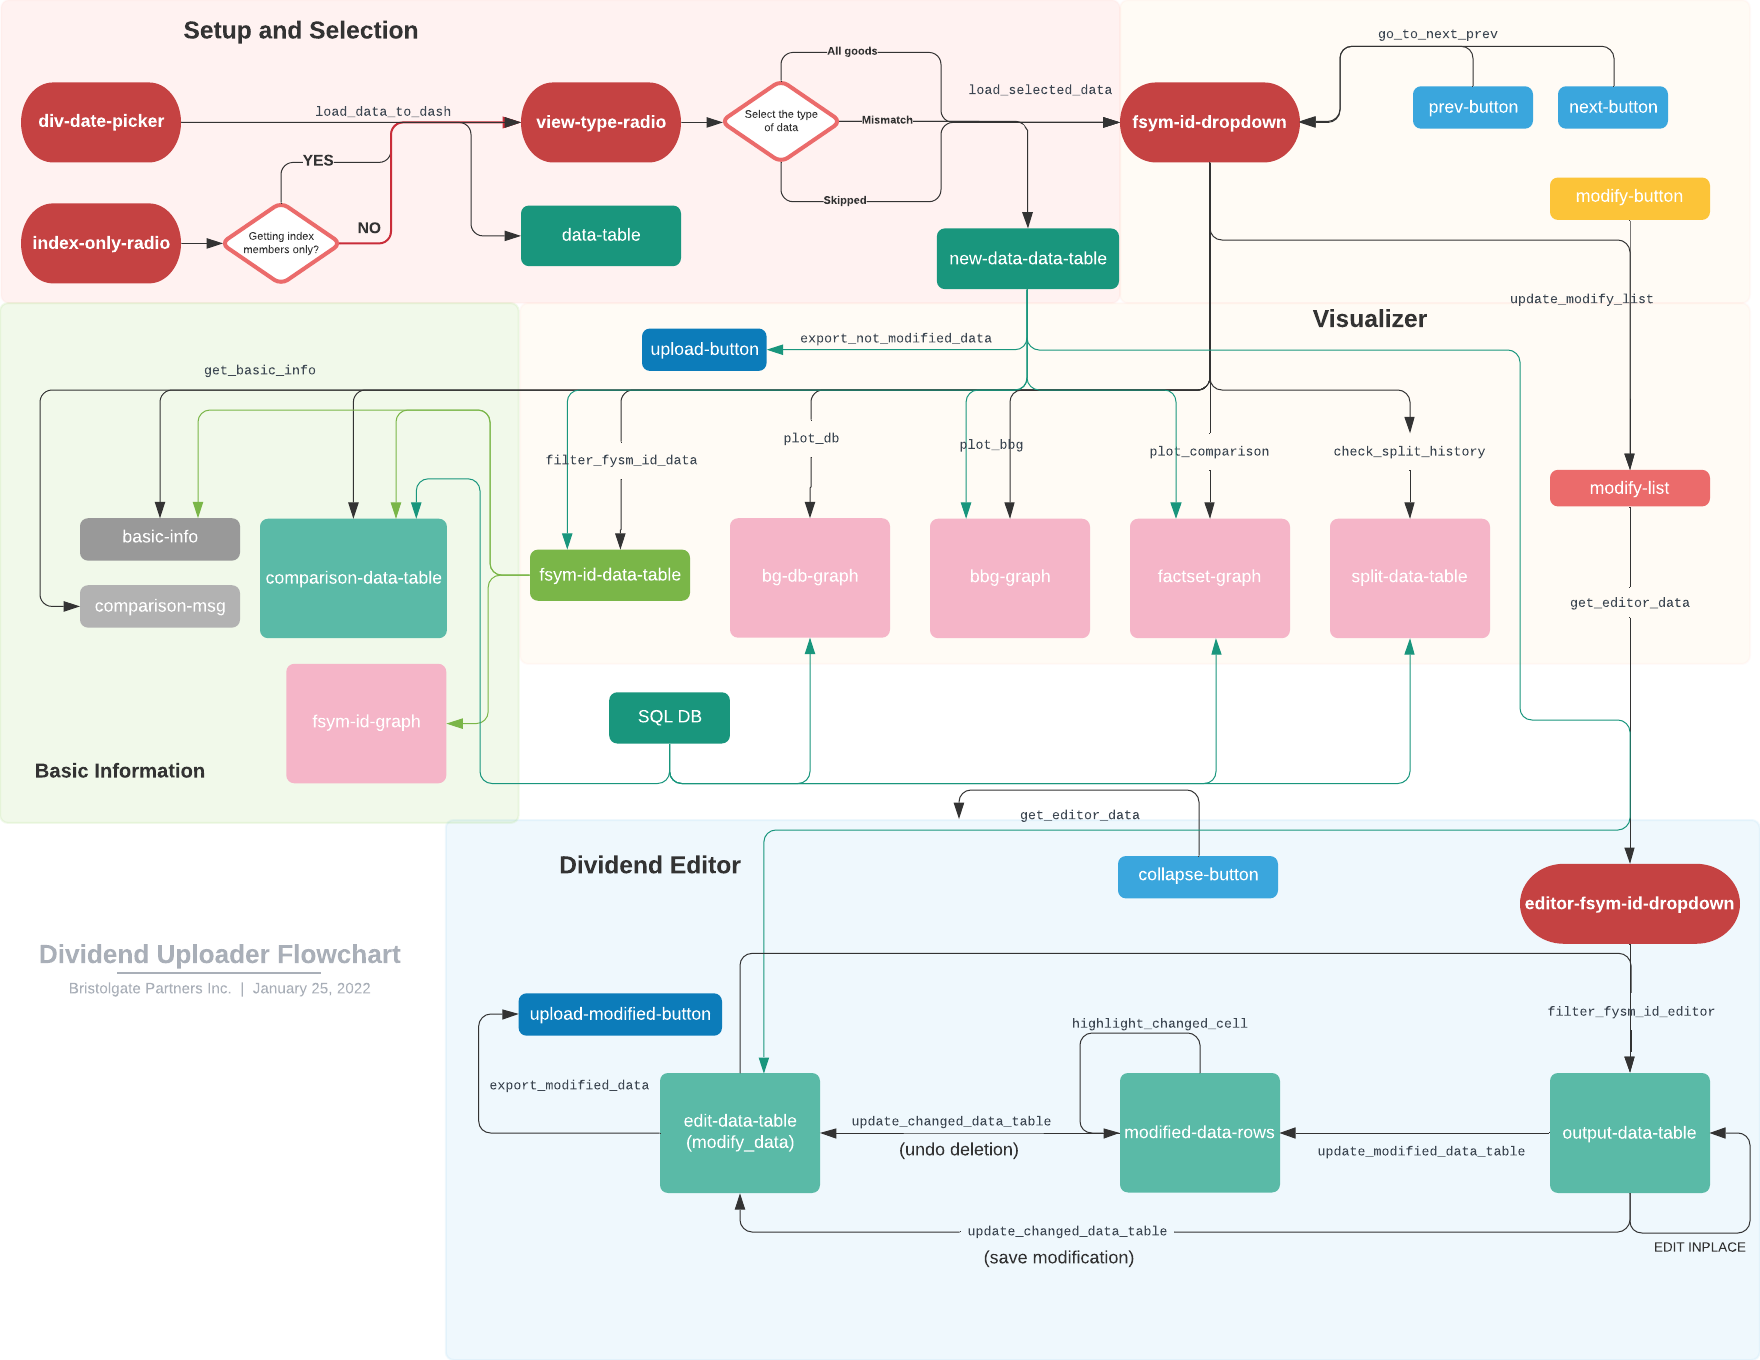 Setup and Selection
go_to_next_prev
All goods
div-date-picker
load_data_to_dash
view-type-radio
Select the type
of data
Mismatch
load_selected_data
fsym-id-dropdown
prev-button
next-button
YES
NO
Skipped
modify-button
index-only-radio
Getting index
members only?
data-table
new-data-data-table
update_modify_list
Visualizer
upload-button
export_not_modified_data
get_basic_info
filter_fysm_id_data
plot_db
plot_bbg
plot_comparison
check_split_history
modify-list
basic-info
comparison-data-table
comparison-msg
fsym-id-data-table
bg-db-graph
bbg-graph
factset-graph
split-data-table
get_editor_data
fsym-id-graph
SQL DB
Basic Information
get_editor_data
Dividend Editor
collapse-button
editor-fsym-id-dropdown
Dividend Uploader Flowchart
Bristolgate Partners Inc. | January 25, 2022
upload-modified-button
highlight_changed_cell
filter_fysm_id_editor
export_modified_data
edit-data-table
(modify_data)
update_changed_data_table
(undo deletion)
modified-data-rows
update_modified_data_table
output-data-table
update_changed_data_table
(save modification)
EDIT INPLACE